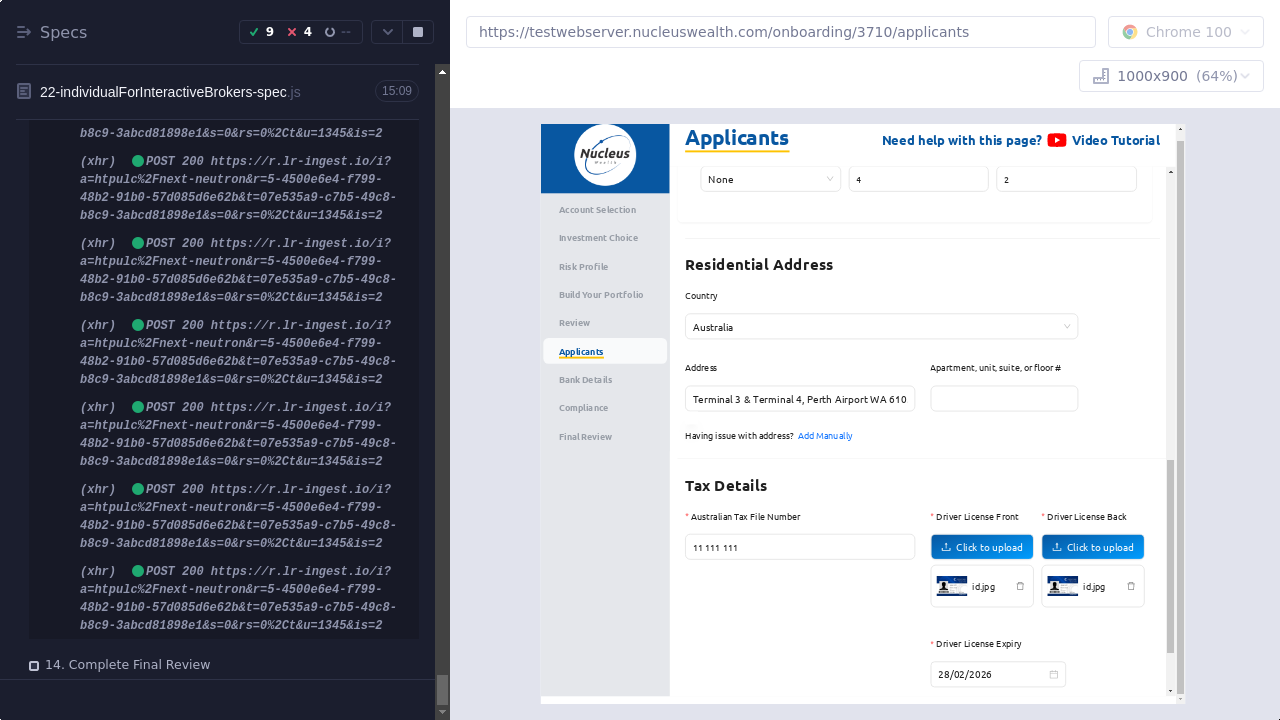 Specs
9
4
--
22-individualForInteractiveBrokers-spec.js
15:09
b8c9-3abcd81898e1&s=0&rs=0%2Ct&u=1345&is=2
(xhr) POST 200 https://r.lr-ingest.io/i?
a=htpulc%2Fnext-neutron&r=5-4500e6e4-f799-
48b2-91b0-57d085d6e62b&t=07e535a9-c7b5-49c8-
b8c9-3abcd81898e1&s=0&rs=0%2Ct&u=1345&is=2
(xhr) POST 200 https://r.lr-ingest.io/i?
a=htpulc%2Fnext-neutron&r=5-4500e6e4-f799-
48b2-91b0-57d085d6e62b&t=07e535a9-c7b5-49c8-
b8c9-3abcd81898e1&s=0&rs=0%2Ct&u=1345&is=2
(xhr) POST 200 https://r.lr-ingest.io/i?
a=htpulc%2Fnext-neutron&r=5-4500e6e4-f799-
48b2-91b0-57d085d6e62b&t=07e535a9-c7b5-49c8-
b8c9-3abcd81898e1&s=0&rs=0%2Ct&u=1345&is=2
(xhr) POST 200 https://r.lr-ingest.io/i?
a=htpulc%2Fnext-neutron&r=5-4500e6e4-f799-
48b2-91b0-57d085d6e62b&t=07e535a9-c7b5-49c8-
b8c9-3abcd81898e1&s=0&rs=0%2Ct&u=1345&is=2
(xhr) POST 200 https://r.lr-ingest.io/i?
a=htpulc%2Fnext-neutron&r=5-4500e6e4-f799-
48b2-91b0-57d085d6e62b&t=07e535a9-c7b5-49c8-
b8c9-3abcd81898e1&s=0&rs=0%2Ct&u=1345&is=2
(xhr) POST 200 https://r.lr-ingest.io/i?
a=htpulc%2Fnext-neutron&r=5-4500e6e4-f799-
48b2-91b0-57d085d6e62b&t=07e535a9-c7b5-49c8-
b8c9-3abcd81898e1&s=0&rs=0%2Ct&u=1345&is=2
14. Complete Final Review
https://testwebserver.nucleuswealth.com/onboarding/3710/applicants
Chrome 100
1000x900 (64%)
Nucleus
Wealth
Account Selection
Investment Choice
Risk Profile
Build Your Portfolio
Review
Applicants
Bank Details
Compliance
Final Review
Applicants
Need help with this page? Video Tutorial
None
4
2
Residential Address
Country
Australia
Address
Apartment, unit, suite, or floor #
Terminal 3 & Terminal 4, Perth Airport WA 610
Having issue with address? Add Manually
Tax Details
* Australian Tax File Number
* Driver License Front
* Driver License Back
11 111 111
Click to upload
Click to upload
id.jpg
id.jpg
* Driver License Expiry
28/02/2026